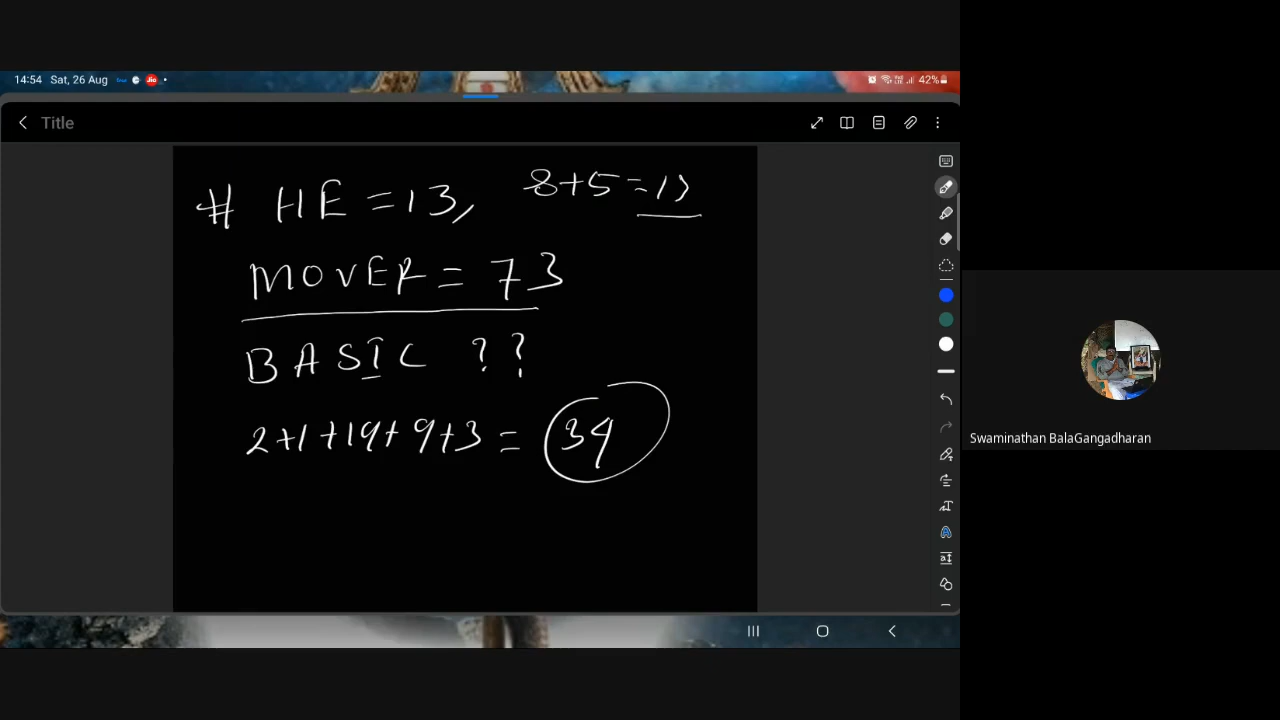 14:54 Sat, 26 Aug
42%
Title
# HE = 13, 8+5 = 13
MOVER = 73
BASIC ??
2+1+19+9+3 = 34
Swaminathan BalaGangadharan